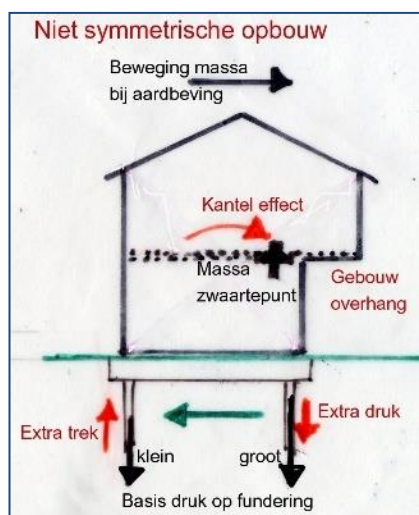 Niet symmetrische opbouw
Beweging massa
bij aardbeving
Kantel effect
Massa
zwaartepunt
Gebouw
overhang
Extra trek
klein
groot
Extra druk
Basis druk op fundering